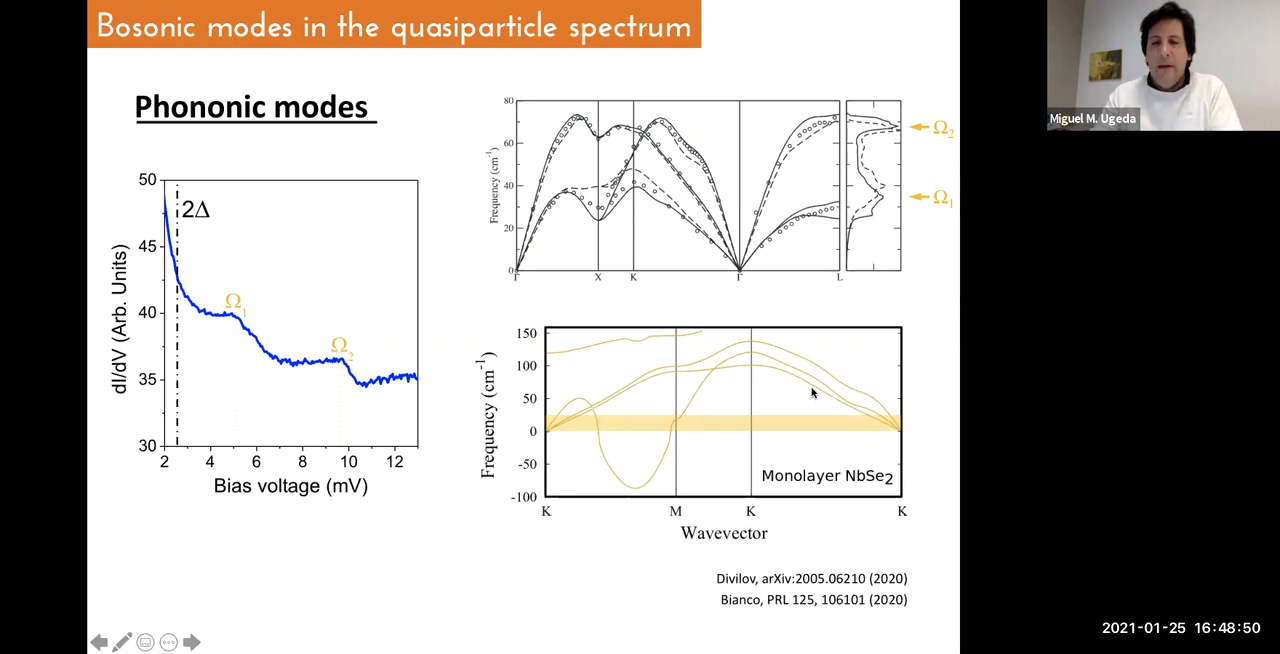 Bosonic modes in the quasiparticle spectrum
Miguel M. Ugeda
Phononic modes
50
45
40
35
30
dI/dV (Arb. Units)
2Δ
Ω1
Ω2
2 4 6 8 10 12
Bias voltage (mV)
80
60
40
20
0
Frequency (cm-1)
Γ X K Γ L
Ω2
Ω1
150
100
50
0
-50
-100
Frequency (cm-1)
Monolayer NbSe2
K M K K
Wavevector
Divilov, arXiv:2005.06210 (2020)
Bianco, PRL 125, 106101 (2020)
2021-01-25 16:48:50